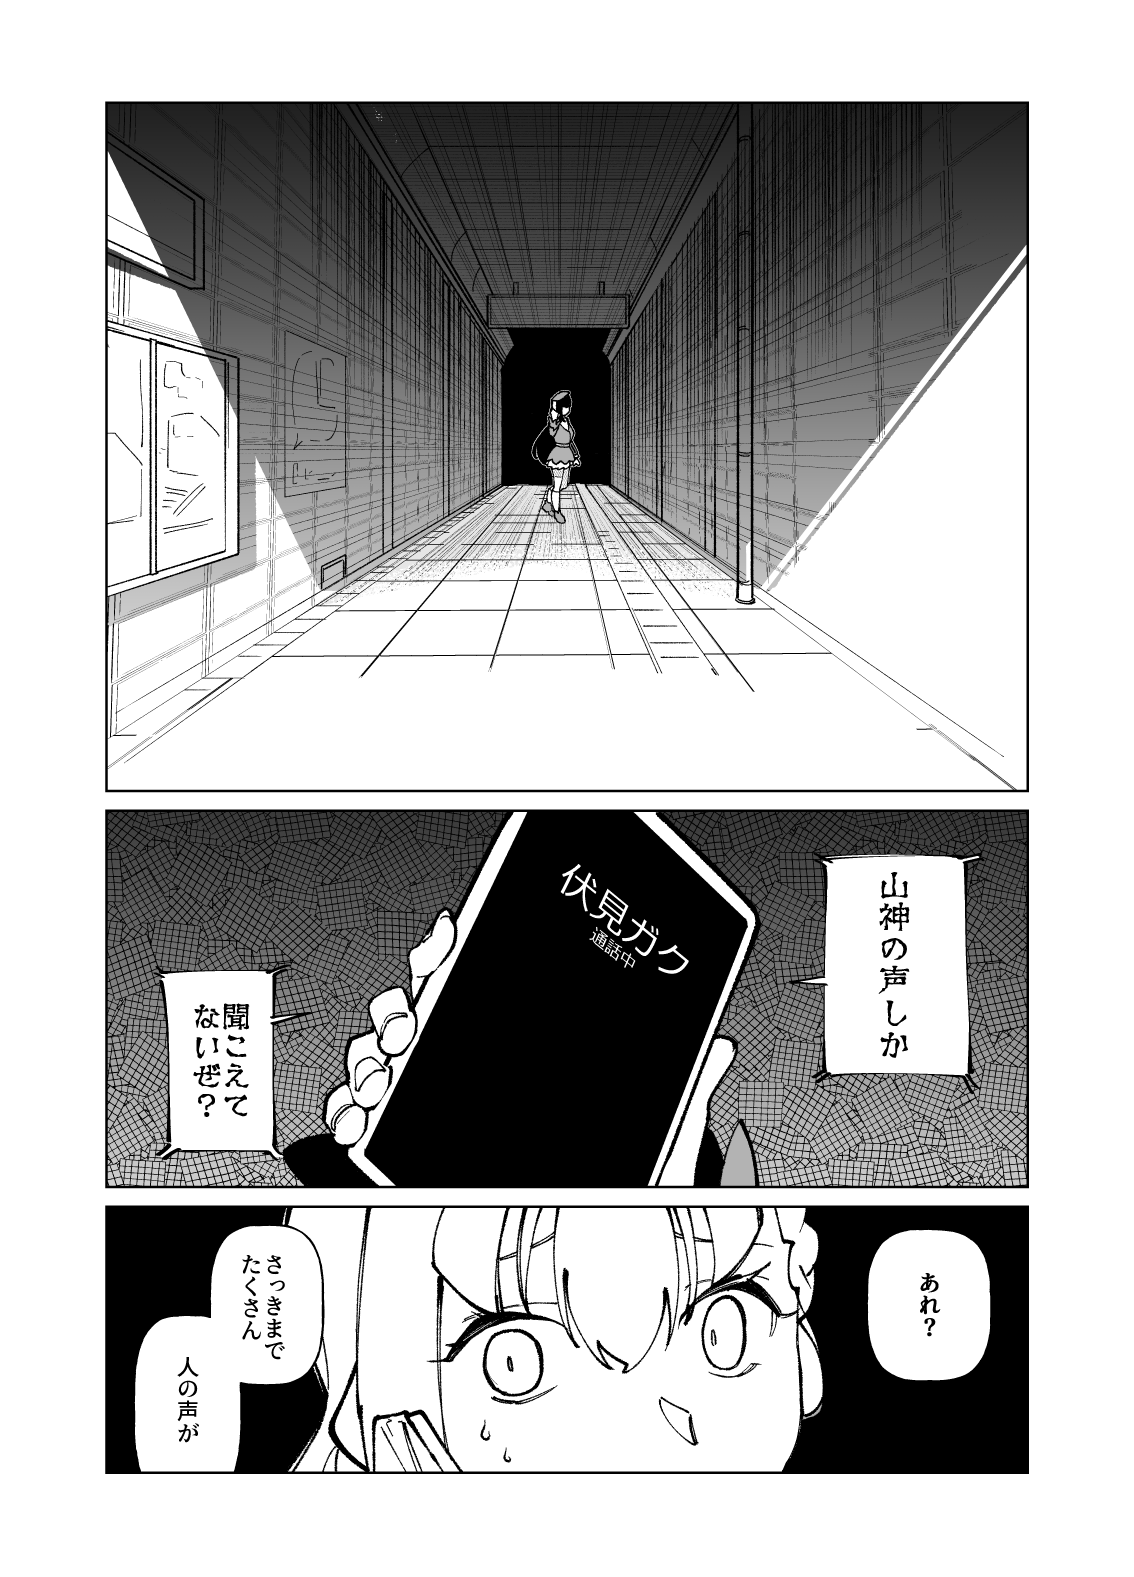 山神の声しか
伏見ガク
通話中
聞こえて
ないぜ?
あれ?
さっきまで
たくさん
人の声が